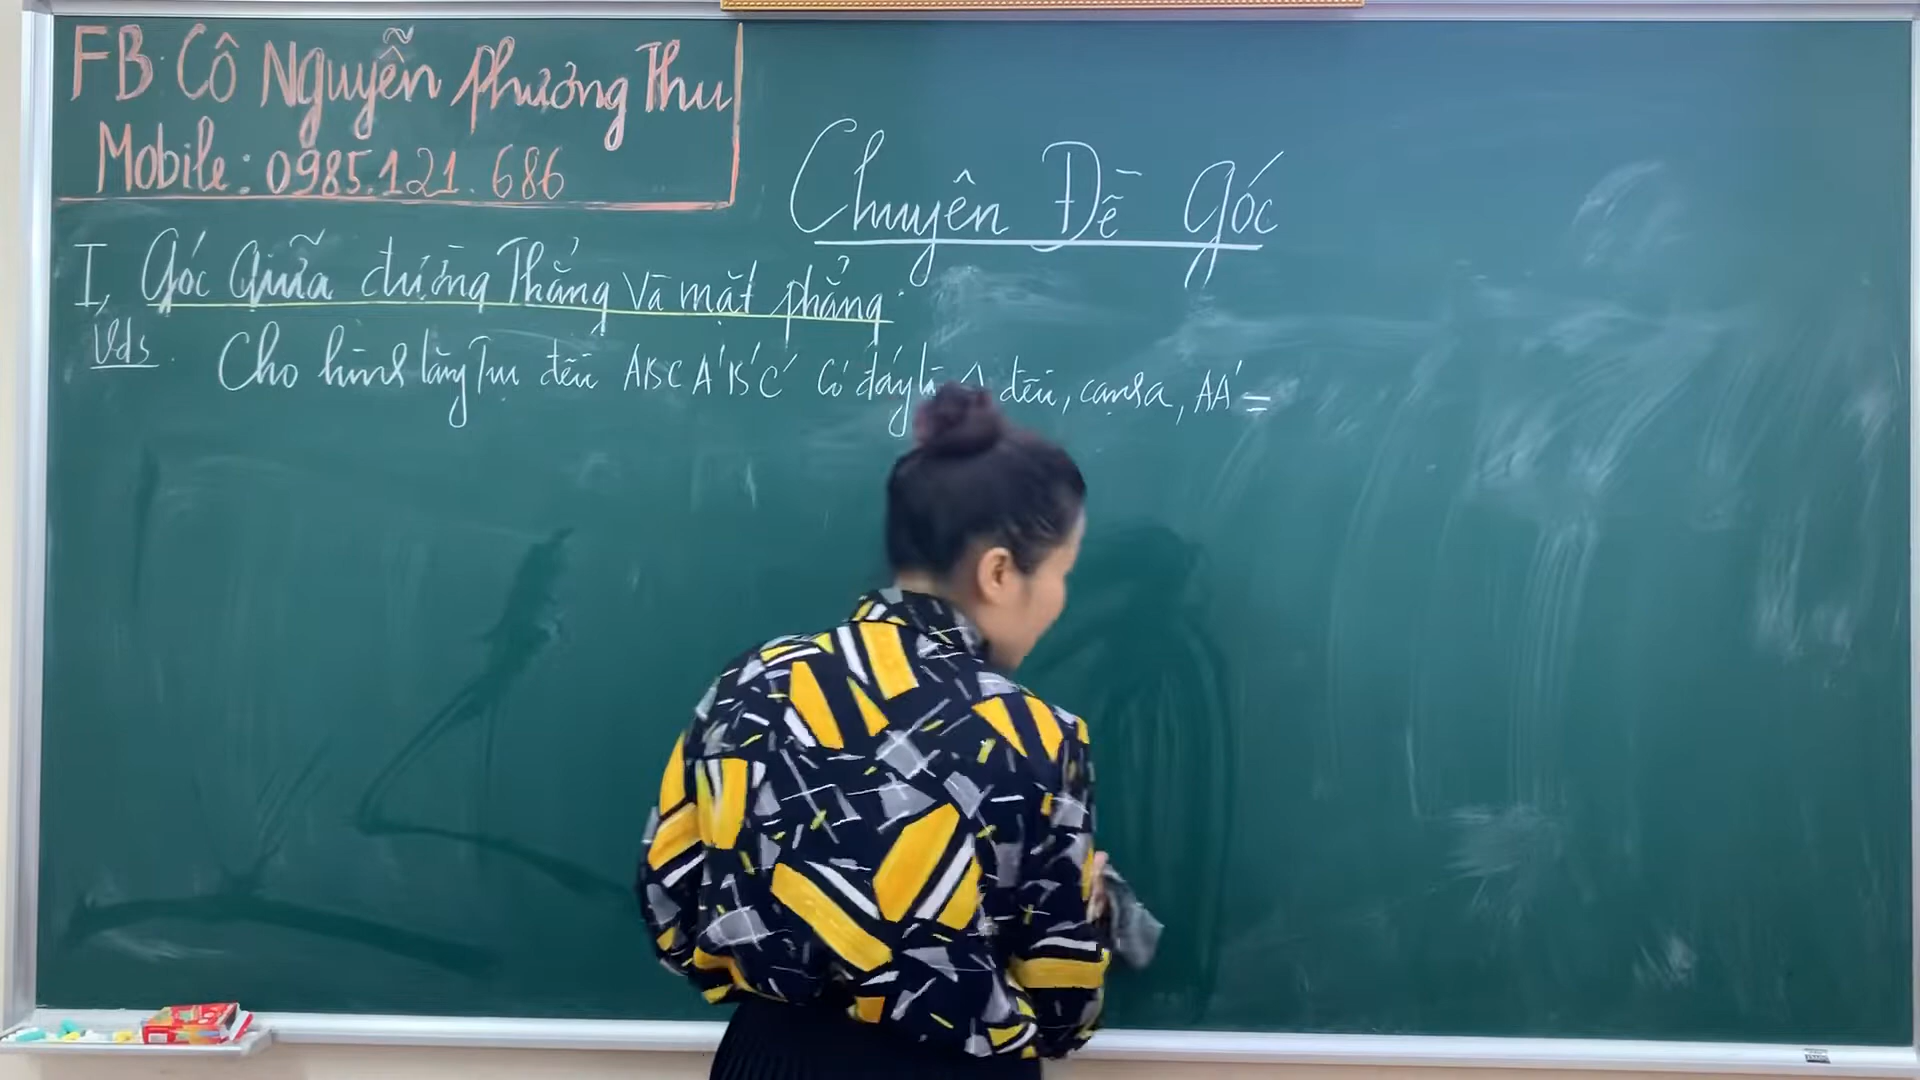 FB: Cô Nguyễn Phương Thu
Mobile: 0985.121.686
Chuyên Đề Góc
I, Góc Giữa đường Thẳng và mặt phẳng.
Cho hình lăng Trụ đều ABC A'B'C' Có đáy là Δ đều, cạnh a, AA' =